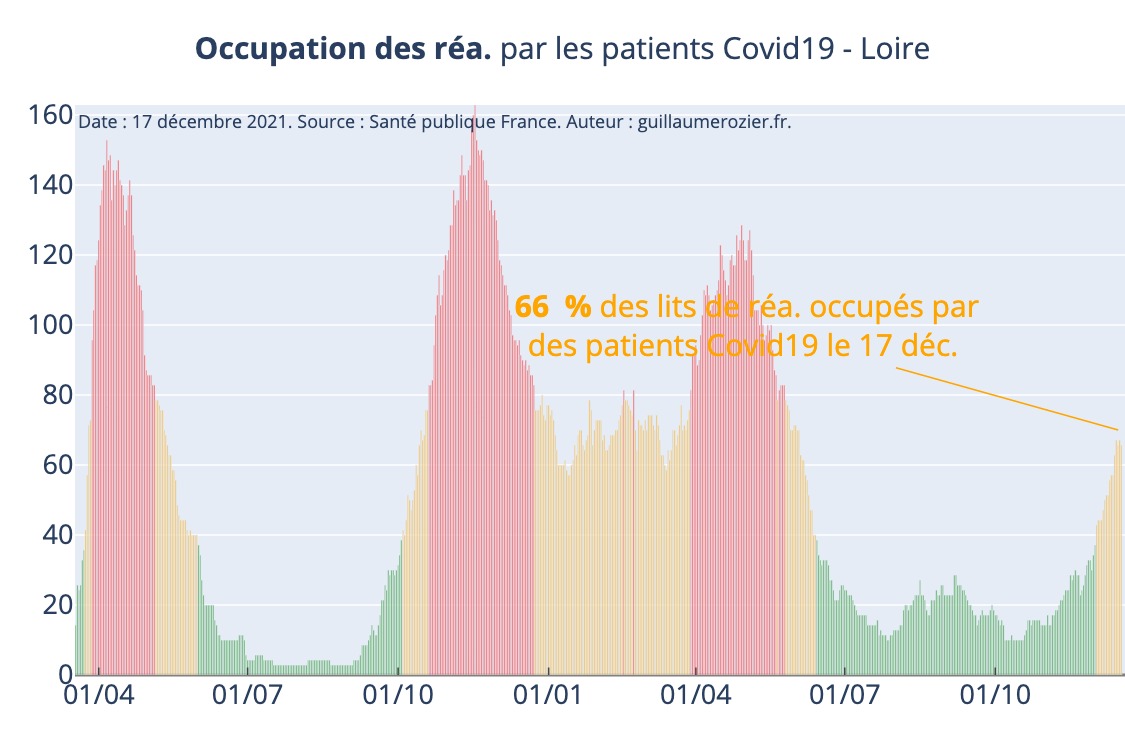 Occupation des réa. par les patients Covid19 - Loire
160
Date : 17 décembre 2021. Source : Santé publique France. Auteur : guillaumerozier.fr.
140
120
66 % des lits de réa. occupés par
100
des patients Covid19 le 17 déc.
80
60
40
20
0
01/04 01/07 01/10 01/01 01/04 01/07 01/10